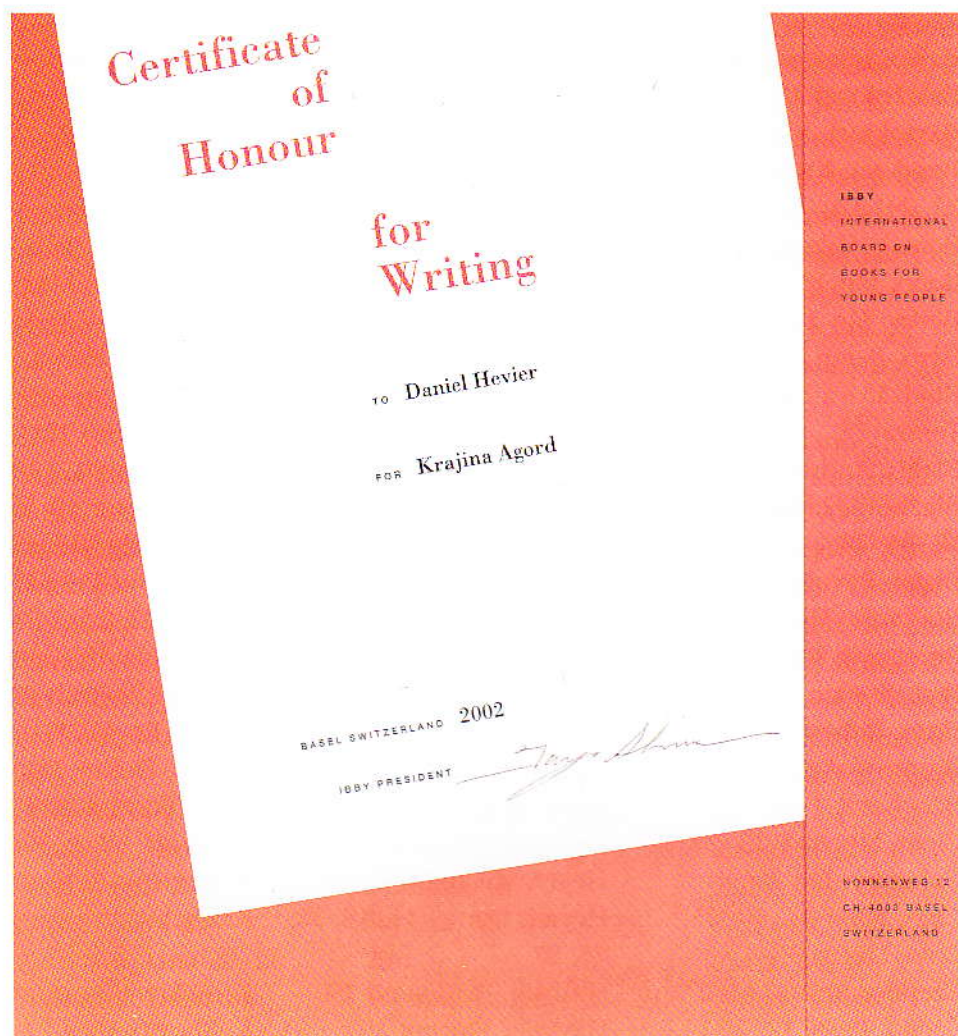 Certificate
of
Honour
for
Writing
TO Daniel Hevier
FOR Krajina Agord
BASEL SWITZERLAND 2002
IBBY PRESIDENT
IBBY
INTERNATIONAL
BOARD ON
BOOKS FOR
YOUNG PEOPLE
NONNENWEG 12
CH-4003 BASEL
SWITZERLAND